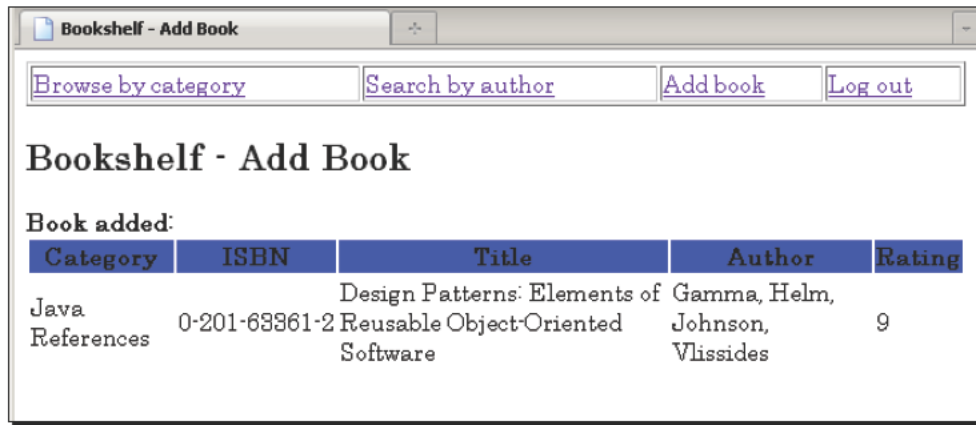 Bookshelf - Add Book
Browse by category Search by author Add book Log out
Bookshelf - Add Book
Book added:
Category ISBN Title Author Rating
Java References 0-201-63361-2 Design Patterns: Elements of Reusable Object-Oriented Software Gamma, Helm, Johnson, Vlissides 9